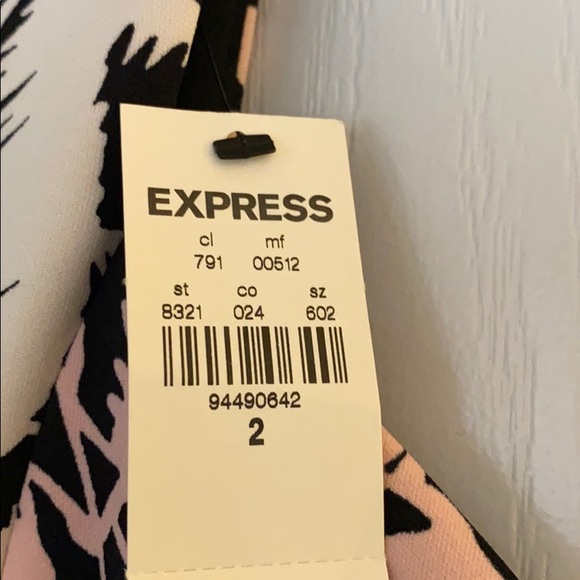 EXPRESS
cl mf
791 00512
st co sz
8321 024 602
94490642
2